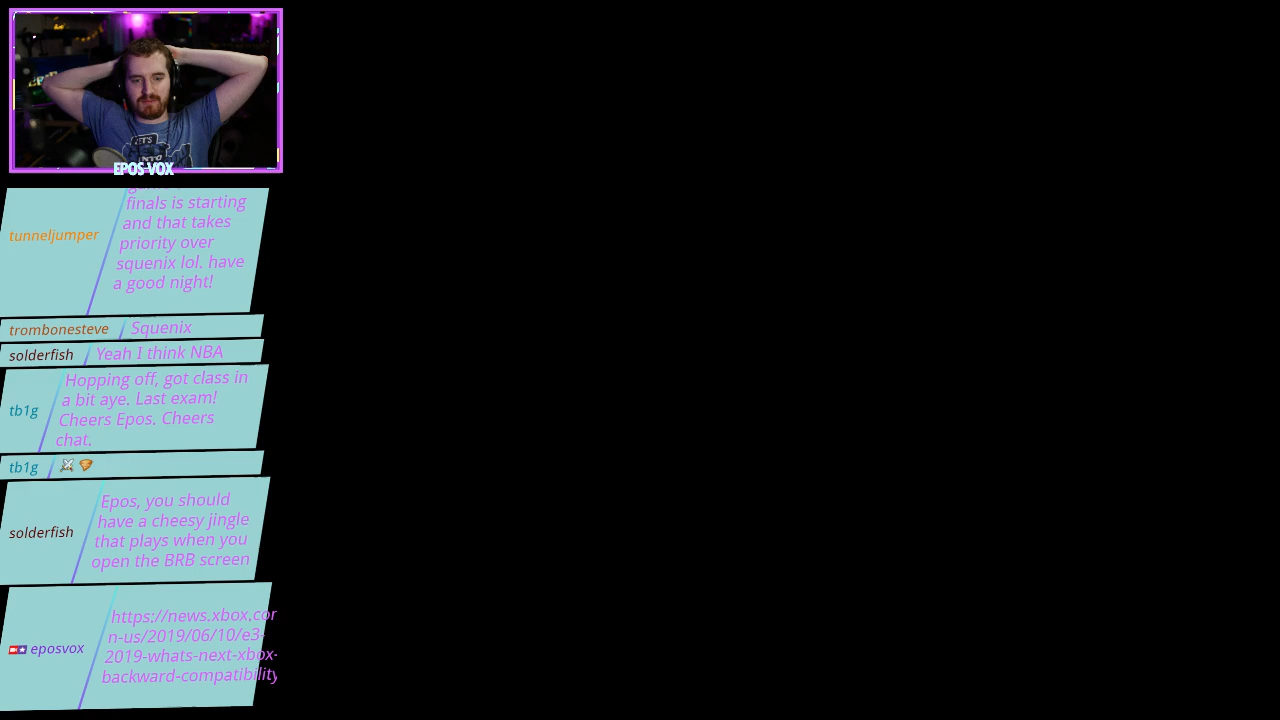 LET'S
INTO
EPOS VOX
tunneljumper
finals is starting
and that takes
priority over
squenix lol. have
a good night!
trombonesteve Squenix
solderfish Yeah I think NBA
tb1g
Hopping off, got class in
a bit aye. Last exam!
Cheers Epos. Cheers
chat.
tb1g ⚔️ 🍕
solderfish
Epos, you should
have a cheesy jingle
that plays when you
open the BRB screen
eposvox
https://news.xbox.com
n-us/2019/06/10/e3-
2019-whats-next-xbox-
backward-compatibility